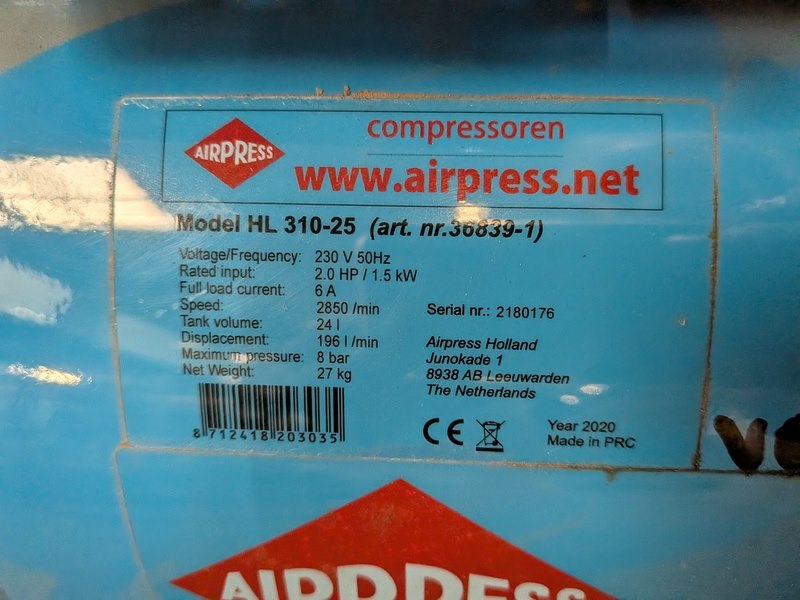 AIRPRESS
compressoren
www.airpress.net
Model HL 310-25 (art. nr.36839-1)
Voltage/Frequency: 230 V 50Hz
Rated input: 2.0 HP / 1.5 kW
Full load current: 6 A
Speed: 2850 /min
Tank volume: 24 l
Displacement: 196 l /min
Maximum pressure: 8 bar
Net Weight: 27 kg
Serial nr.: 2180176
Airpress Holland
Junokade 1
8938 AB Leeuwarden
The Netherlands
8 712418 203035
CE
Year 2020
Made in PRC
AIRPRESS